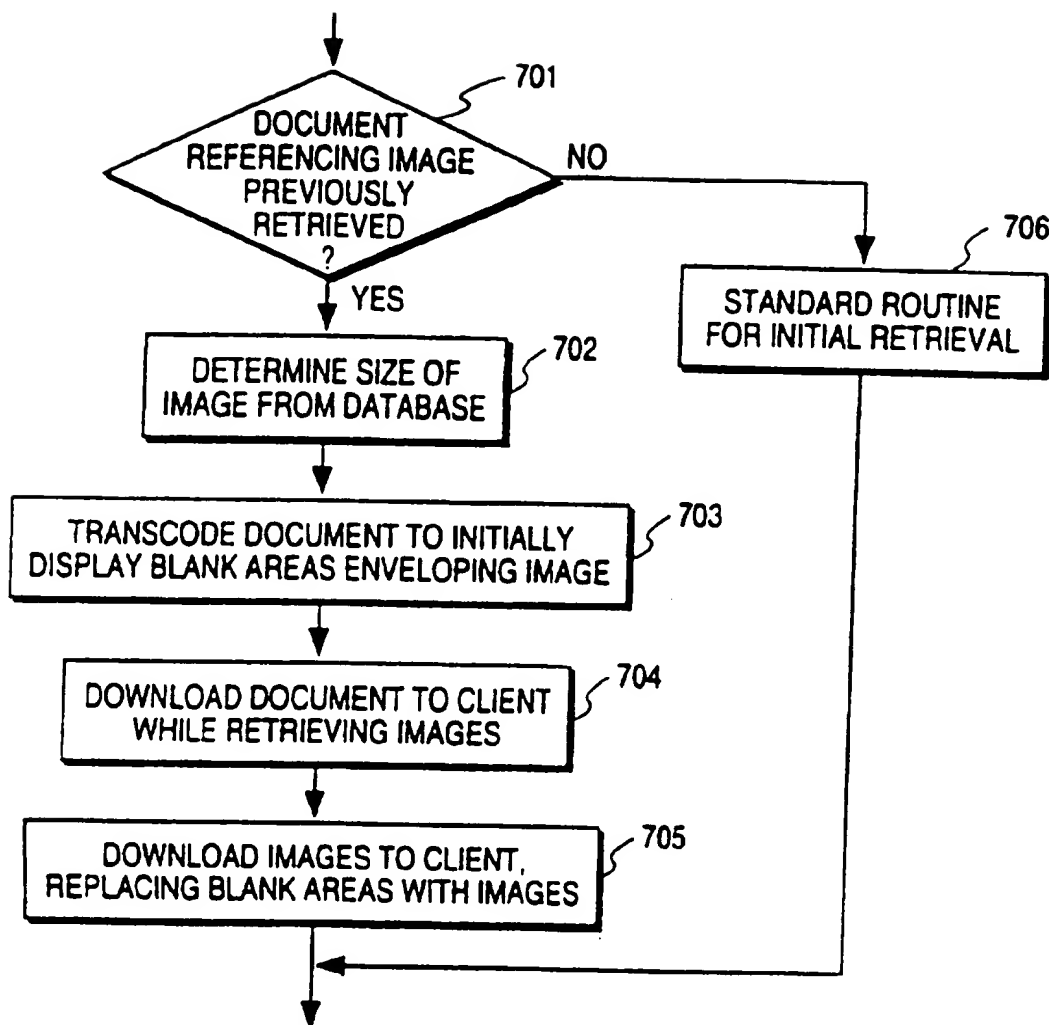 701
DOCUMENT
REFERENCING IMAGE
PREVIOUSLY
RETRIEVED
?
NO
YES
706
STANDARD ROUTINE
FOR INITIAL RETRIEVAL
702
DETERMINE SIZE OF
IMAGE FROM DATABASE
703
TRANSCODE DOCUMENT TO INITIALLY
DISPLAY BLANK AREAS ENVELOPING IMAGE
704
DOWNLOAD DOCUMENT TO CLIENT
WHILE RETRIEVING IMAGES
705
DOWNLOAD IMAGES TO CLIENT,
REPLACING BLANK AREAS WITH IMAGES